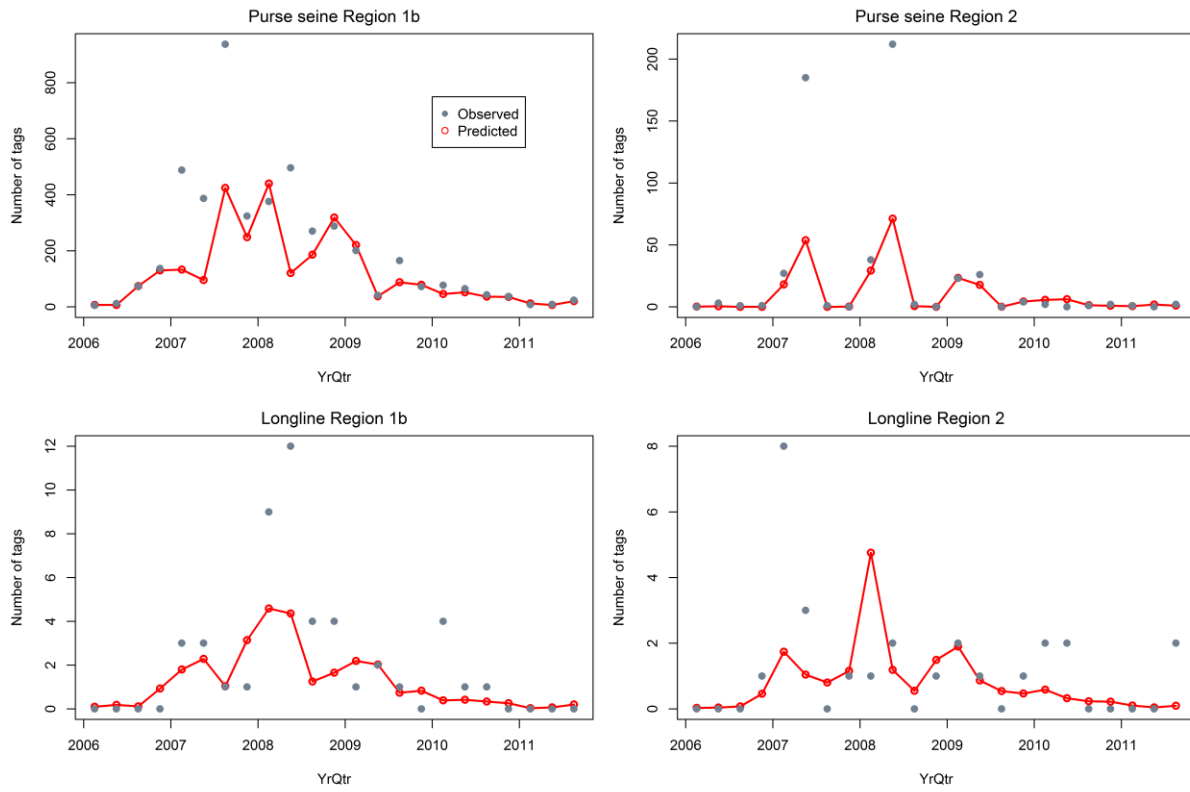 Purse seine Region 1b
Number of tags
800
600
400
200
0
Observed
Predicted
2006 2007 2008 2009 2010 2011
YrQtr
Purse seine Region 2
Number of tags
200
150
100
50
0
2006 2007 2008 2009 2010 2011
YrQtr
Longline Region 1b
Number of tags
12
10
8
6
4
2
0
2006 2007 2008 2009 2010 2011
YrQtr
Longline Region 2
Number of tags
8
6
4
2
0
2006 2007 2008 2009 2010 2011
YrQtr